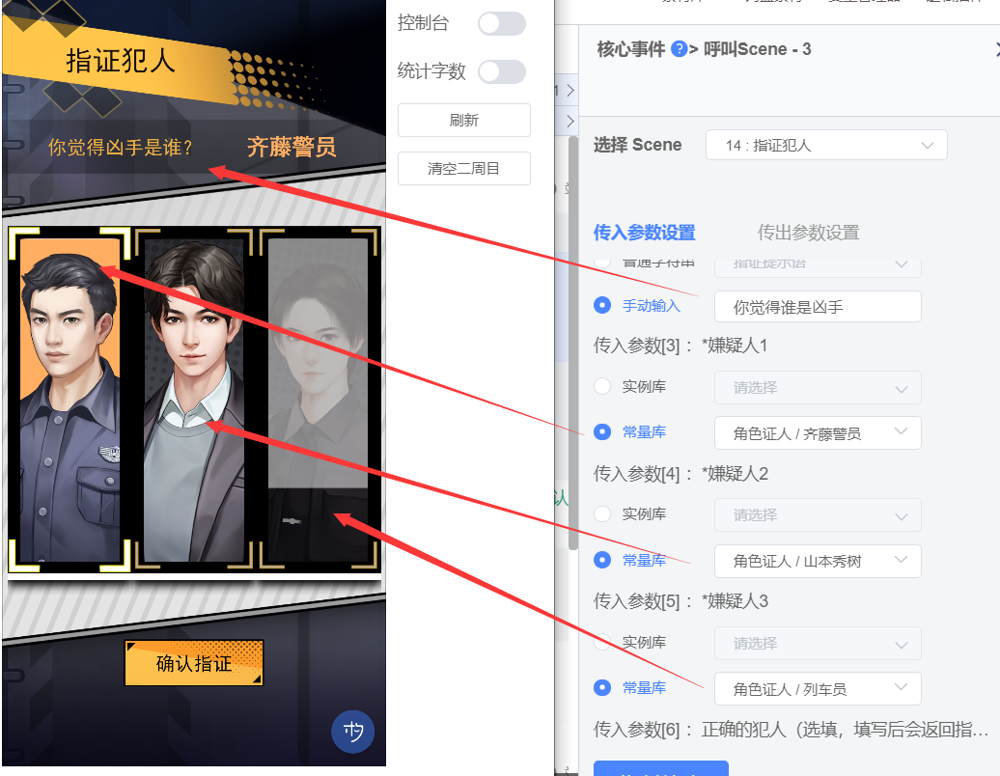 指证犯人
你觉得凶手是谁?
齐藤警员
确认指证
控制台
统计字数
刷新
清空二周目
核心事件 ?> 呼叫Scene - 3
选择 Scene
14 : 指证犯人
传入参数设置
传出参数设置
普通字符串
指证提示语
手动输入
你觉得谁是凶手
传入参数[3] : *嫌疑人1
实例库
请选择
常量库
角色证人 / 齐藤警员
传入参数[4] : *嫌疑人2
实例库
请选择
常量库
角色证人 / 山本秀树
传入参数[5] : *嫌疑人3
实例库
请选择
常量库
角色证人 / 列车员
传入参数[6] : 正确的犯人（选填，填写后会返回指...